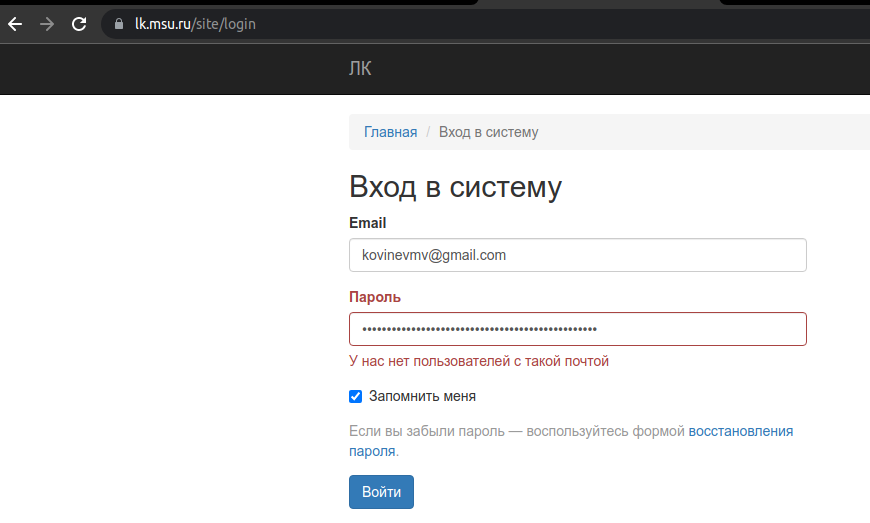 lk.msu.ru/site/login
ЛК
Главная / Вход в систему
Вход в систему
Email
kovinevmv@gmail.com
Пароль
У нас нет пользователей с такой почтой
Запомнить меня
Если вы забыли пароль — воспользуйтесь формой восстановления
пароля.
Войти